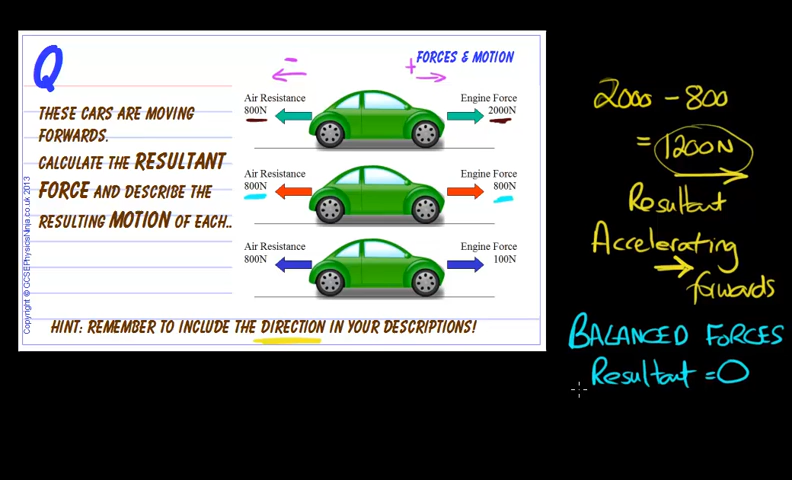 Q
FORCES & MOTION
- +
THESE CARS ARE MOVING
FORWARDS.
CALCULATE THE RESULTANT
FORCE AND DESCRIBE THE
RESULTING MOTION OF EACH..
Air Resistance
800N
Engine Force
2000N
Air Resistance
800N
Engine Force
800N
Air Resistance
800N
Engine Force
100N
HINT: REMEMBER TO INCLUDE THE DIRECTION IN YOUR DESCRIPTIONS!
Copyright © GCSEPhysicsNinja.co.uk 2013
2000 - 800
= 1200N
Resultant
Accelerating
forwards
BALANCED FORCES
Resultant = 0